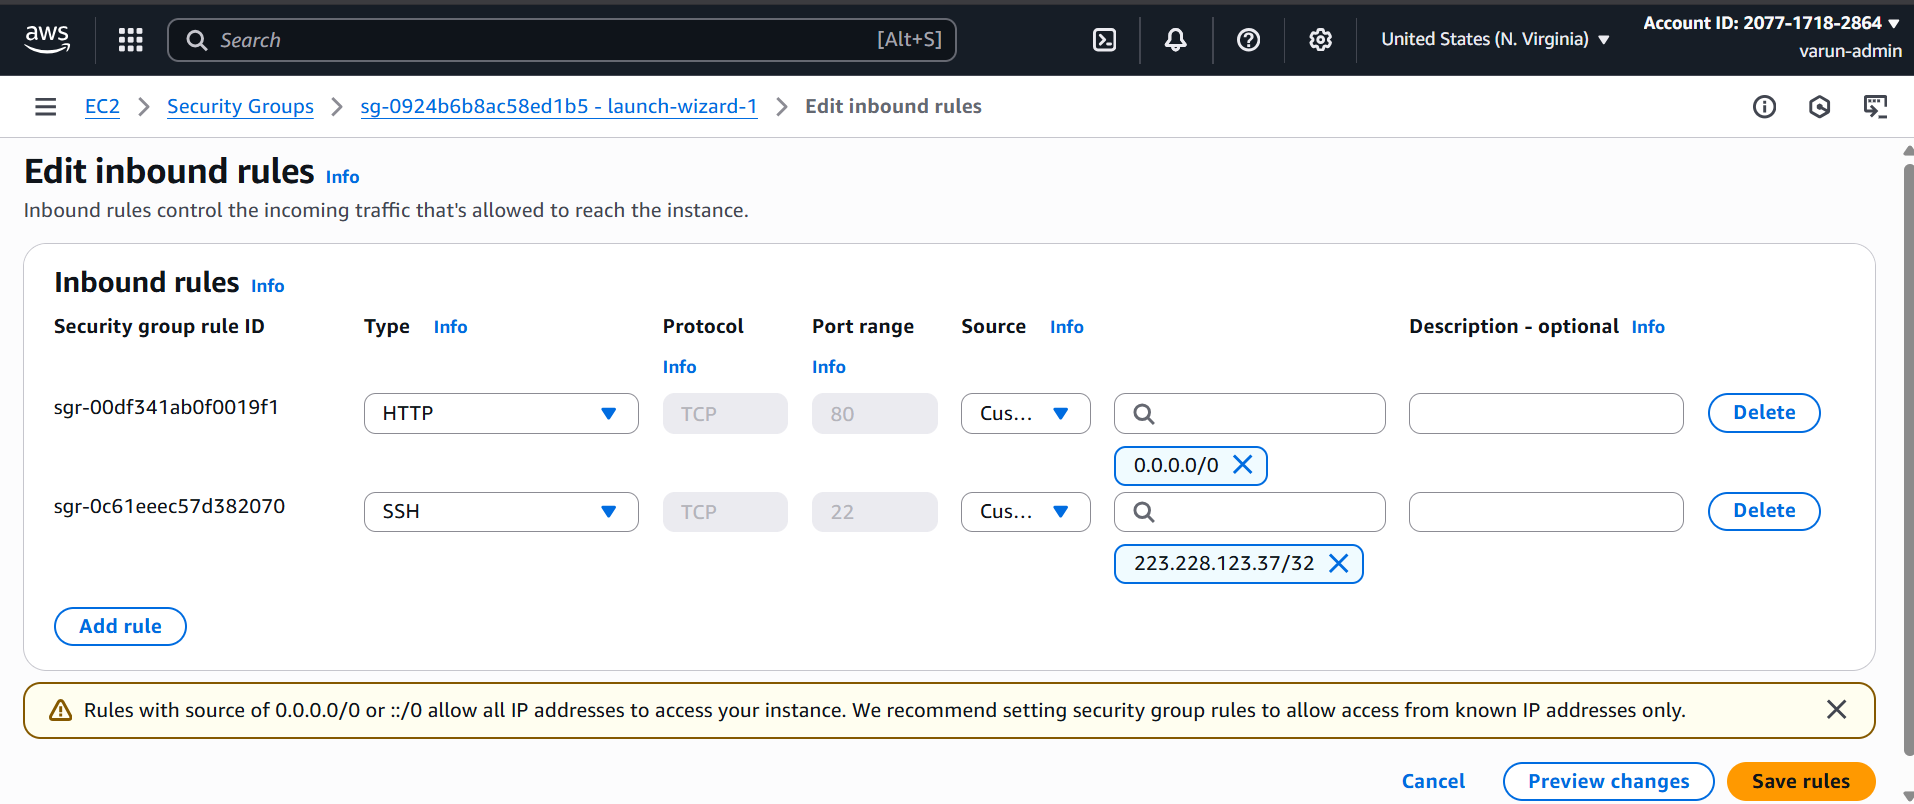 aws
Search
[Alt+S]
United States (N. Virginia)
Account ID: 2077-1718-2864
varun-admin
EC2
Security Groups
sg-0924b6b8ac58ed1b5 - launch-wizard-1
Edit inbound rules
Edit inbound rules Info
Inbound rules control the incoming traffic that's allowed to reach the instance.
Inbound rules Info
Security group rule ID
Type Info
Protocol
Info
Port range
Info
Source Info
Description - optional Info
sgr-00df341ab0f0019f1
HTTP
TCP
80
Cus...
Delete
0.0.0.0/0
sgr-0c61eeec57d382070
SSH
TCP
22
Cus...
Delete
223.228.123.37/32
Add rule
Rules with source of 0.0.0.0/0 or ::/0 allow all IP addresses to access your instance. We recommend setting security group rules to allow access from known IP addresses only.
Cancel
Preview changes
Save rules